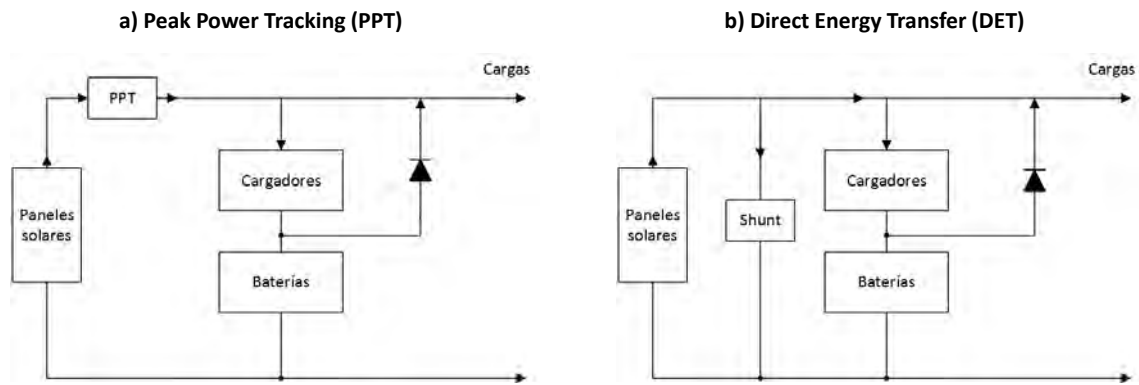 a) Peak Power Tracking (PPT)
Cargas
PPT
Cargadores
Paneles
solares
Baterías
b) Direct Energy Transfer (DET)
Cargas
Cargadores
Paneles
solares
Shunt
Baterías